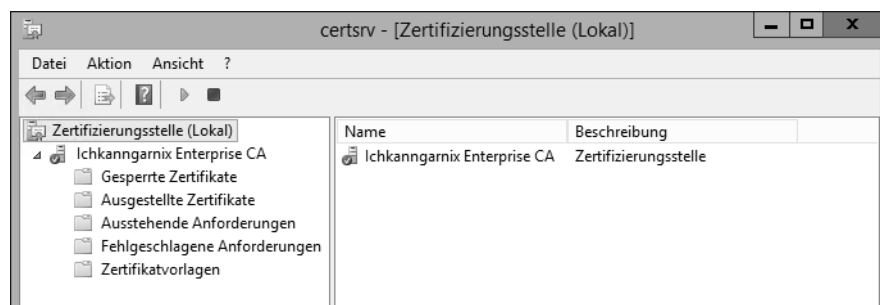 certsrv - [Zertifizierungsstelle (Lokal)]
Datei Aktion Ansicht ?
Zertifizierungsstelle (Lokal)
Ichkanngarnix Enterprise CA
Gesperrte Zertifikate
Ausgestellte Zertifikate
Ausstehende Anforderungen
Fehlgeschlagene Anforderungen
Zertifikatvorlagen
Name Beschreibung
Ichkanngarnix Enterprise CA Zertifizierungsstelle